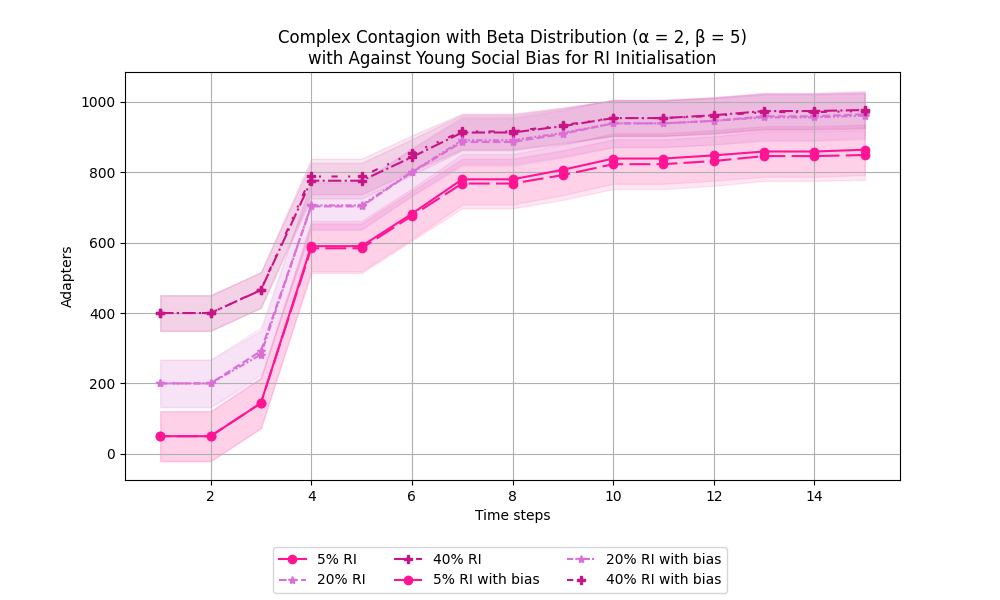 Complex Contagion with Beta Distribution (α = 2, β = 5)
with Against Young Social Bias for RI Initialisation
Adapters
1000
800
600
400
200
0
2 4 6 8 10 12 14
Time steps
5% RI 40% RI 20% RI with bias
20% RI 5% RI with bias 40% RI with bias